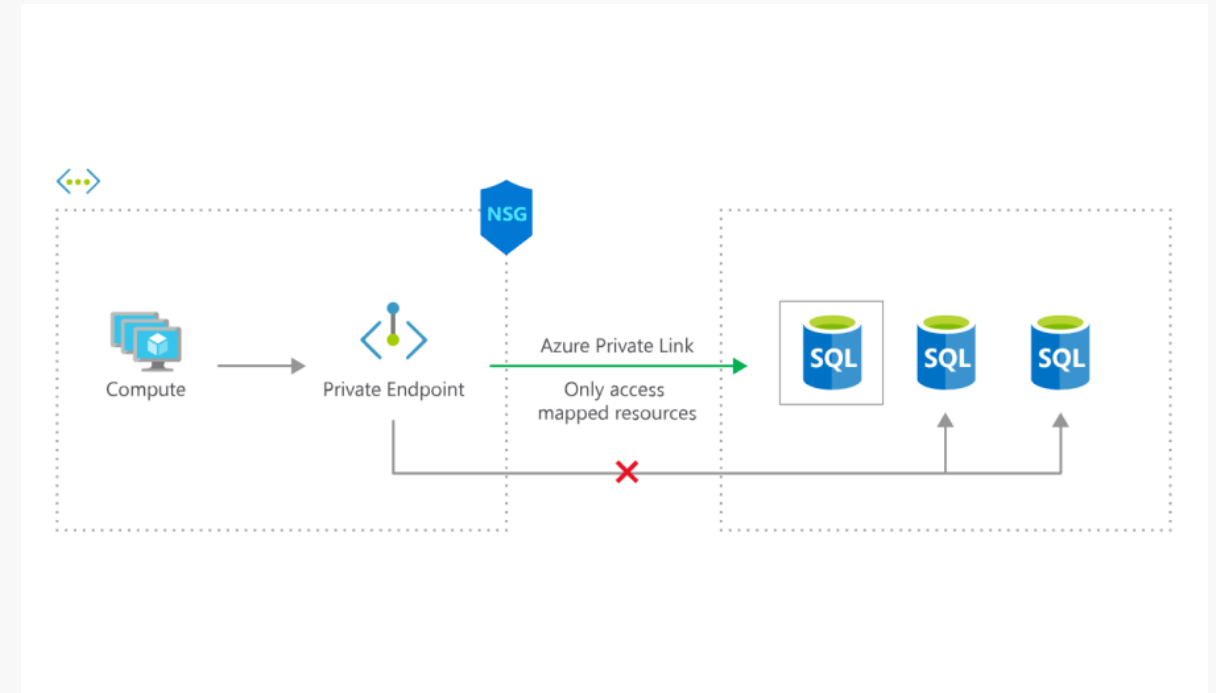 NSG
Azure Private Link
SQL
SQL
SQL
Compute
Private Endpoint
Only access
mapped resources